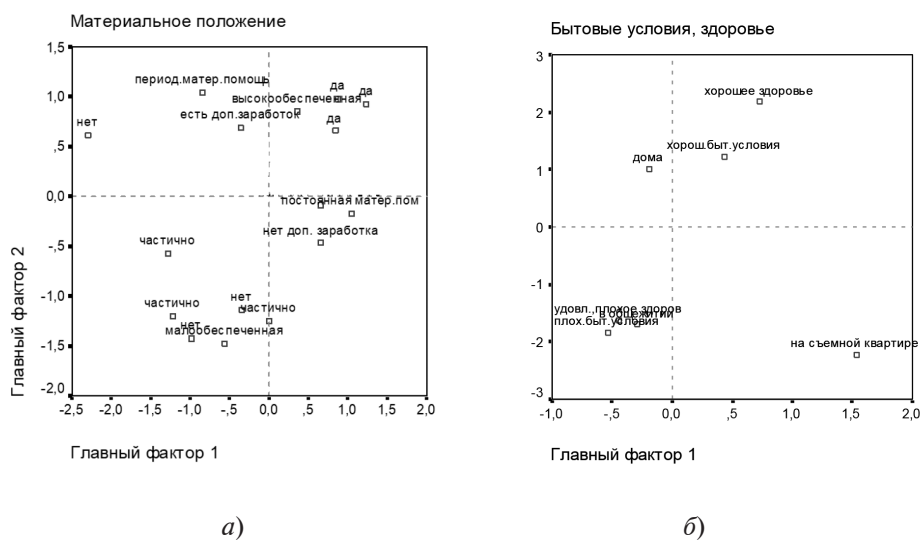 Материальное положение
1,5
1,0
,5
0,0
-,5
-1,0
-1,5
-2,0
-2,5
-2,0
-1,5
-1,0
-,5
0,0
,5
1,0
1,5
2,0
период.матер.помощь
да
высокообеспеченная
да
есть доп.заработок
да
нет
постоянная матер.пом
нет доп. заработка
частично
нет
частично
частично
нет
малообеспеченная
Главный фактор 2
Главный фактор 1
а)
Бытовые условия, здоровье
3
2
1
0
-1
-2
-3
-1,0
-,5
0,0
,5
1,0
1,5
2,0
хорошее здоровье
хорош.быт.условия
дома
удовл.,плохое здоров
в общежитии
плох.быт.условия
на съемной квартире
Главный фактор 1
б)